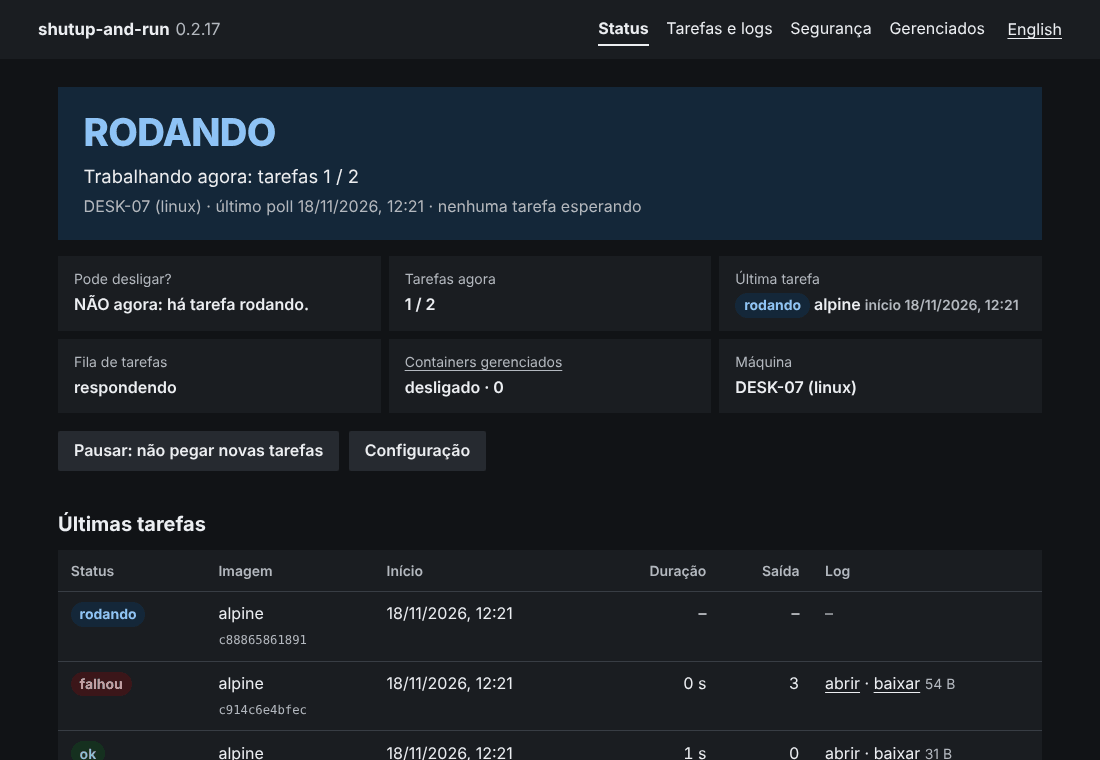 shutup-and-run 0.2.17
Status Tarefas e logs Segurança Gerenciados English
RODANDO
Trabalhando agora: tarefas 1 / 2
DESK-07 (linux) · último poll 18/11/2026, 12:21 · nenhuma tarefa esperando
Pode desligar?
NÃO agora: há tarefa rodando.
Tarefas agora
1 / 2
Última tarefa
rodando alpine início 18/11/2026, 12:21
Fila de tarefas
respondendo
Containers gerenciados
desligado · 0
Máquina
DESK-07 (linux)
Pausar: não pegar novas tarefas
Configuração
Últimas tarefas
Status Imagem Início Duração Saída Log
rodando alpine 18/11/2026, 12:21 – – –
c88865861891
falhou alpine 18/11/2026, 12:21 0 s 3 abrir · baixar 54 B
c914c6e4bfec
ok alpine 18/11/2026, 12:21 1 s 0 abrir · baixar 31 B